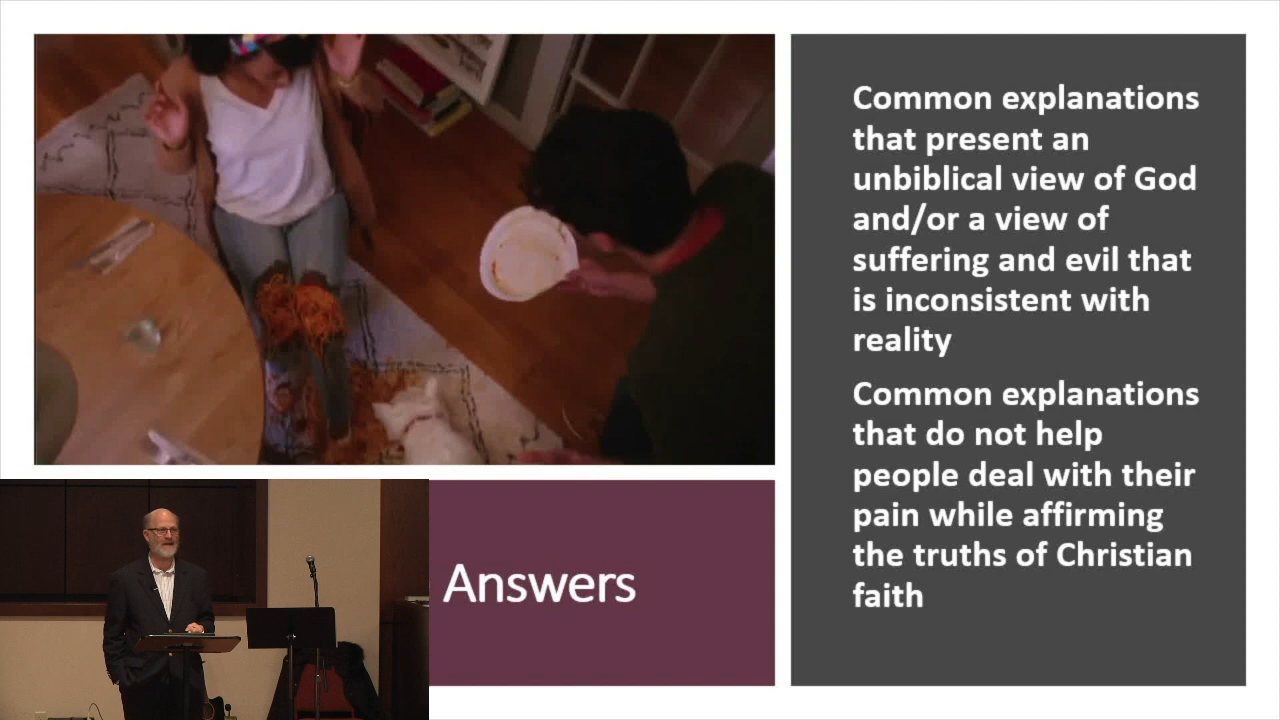 Common explanations
that present an
unbiblical view of God
and/or a view of
suffering and evil that
is inconsistent with
reality
Common explanations
that do not help
people deal with their
pain while affirming
the truths of Christian
faith
Answers